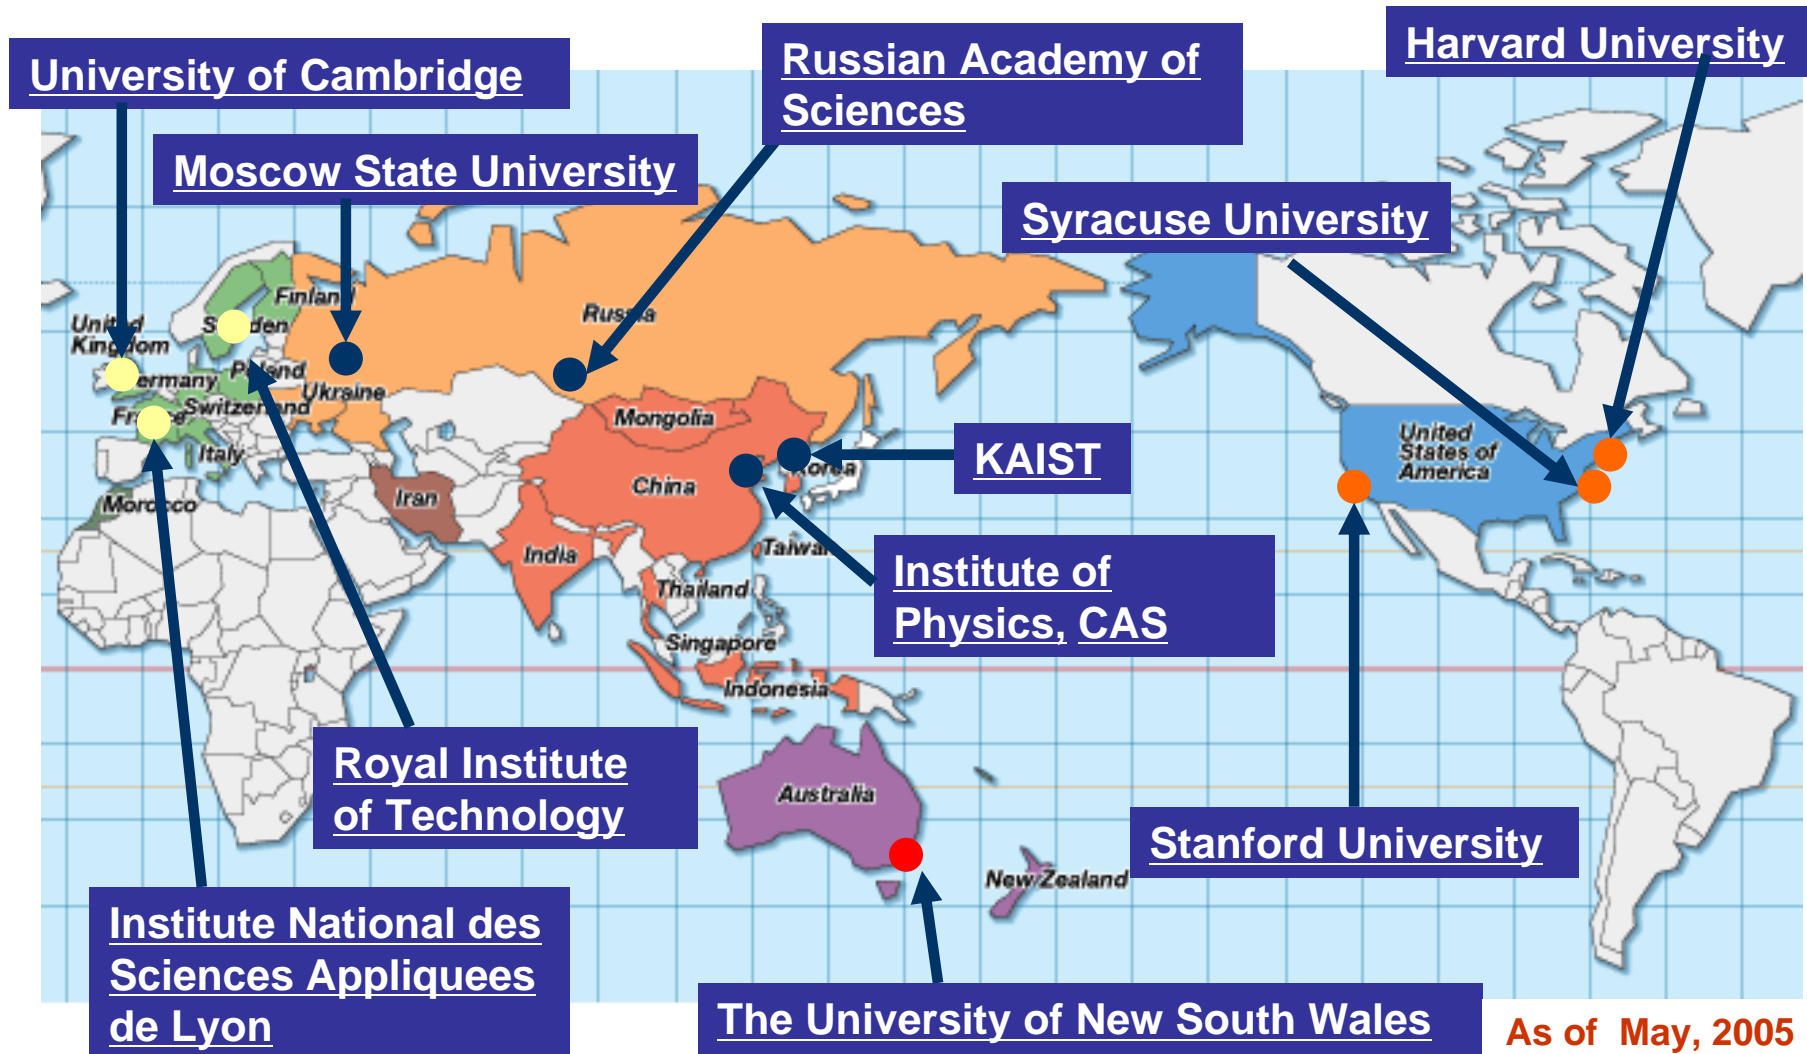 Harvard University
Russian Academy of
Sciences
University of Cambridge
Moscow State University
Syracuse University
Finland
Russia
United
Kingdom
Sweden
Poland
Germany
Ukraine
Switzerland
France
Mongolia
United
States of
America
Italy
KAIST
Korea
China
Iran
Morocco
India
Taiwan
Institute of
Physics, CAS
Thailand
Singapore
Indonesia
Royal Institute
of Technology
Australia
Stanford University
New Zealand
Institute National des
Sciences Appliquees
de Lyon
The University of New South Wales
As of May, 2005